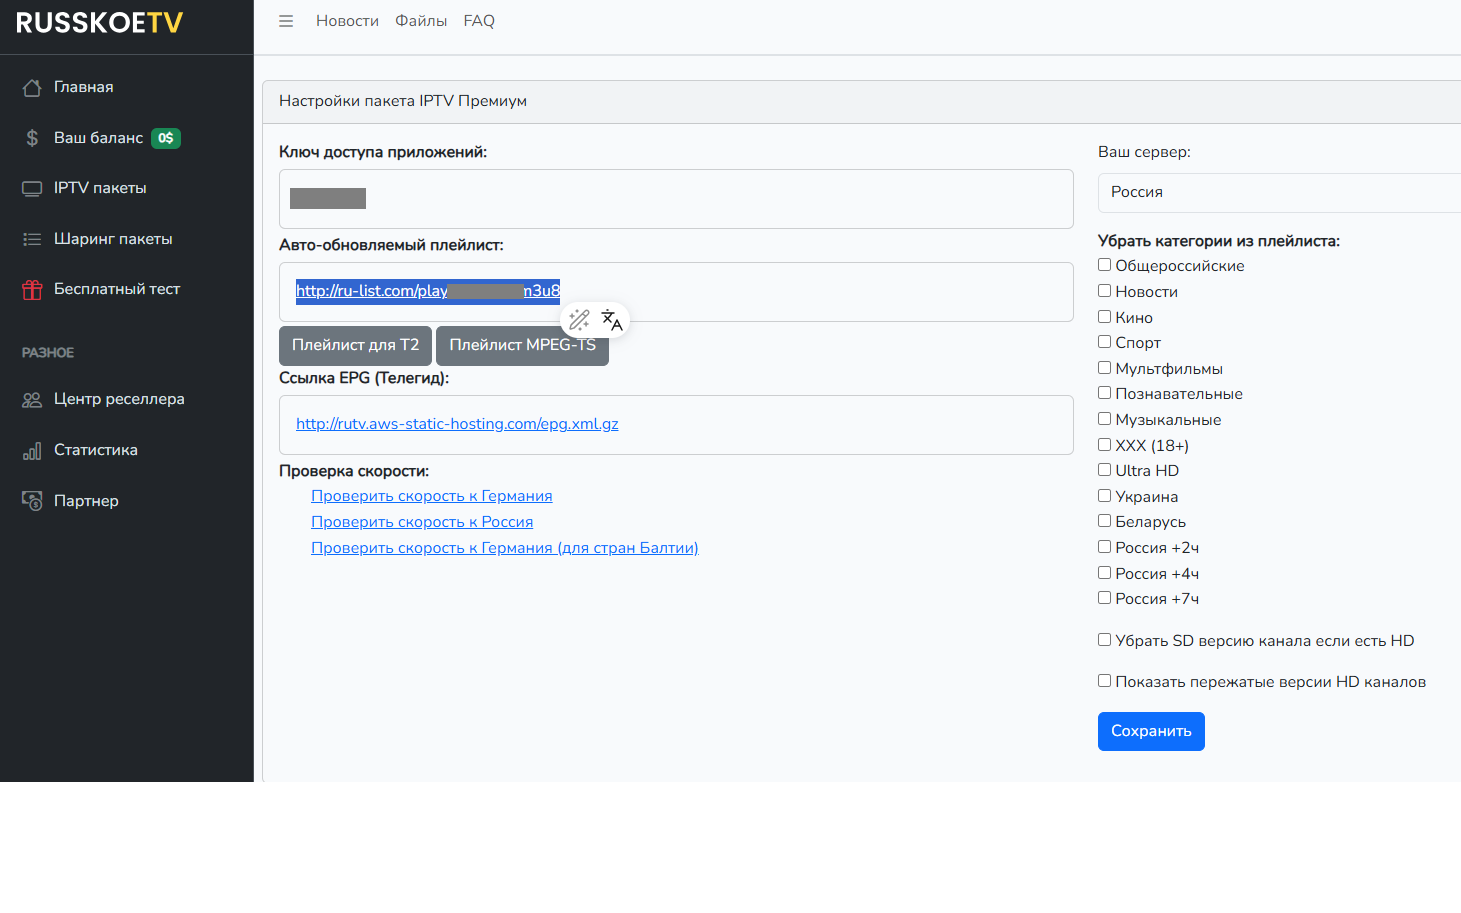 RUSSKOETV
Новости Файлы FAQ
Главная
Ваш баланс 0$
IPTV пакеты
Шаринг пакеты
Бесплатный тест
РАЗНОЕ
Центр реселлера
Статистика
Партнер
Настройки пакета IPTV Премиум
Ключ доступа приложений:
Авто-обновляемый плейлист:
http://ru-list.com/play m3u8
Плейлист для T2 Плейлист MPEG-TS
Ссылка EPG (Телегид):
http://rutv.aws-static-hosting.com/epg.xml.gz
Проверка скорости:
Проверить скорость к Германия
Проверить скорость к Россия
Проверить скорость к Германия (для стран Балтии)
Ваш сервер:
Россия
Убрать категории из плейлиста:
Общероссийские
Новости
Кино
Спорт
Мультфильмы
Познавательные
Музыкальные
XXX (18+)
Ultra HD
Украина
Беларусь
Россия +2ч
Россия +4ч
Россия +7ч
Убрать SD версию канала если есть HD
Показать пережатые версии HD каналов
Сохранить